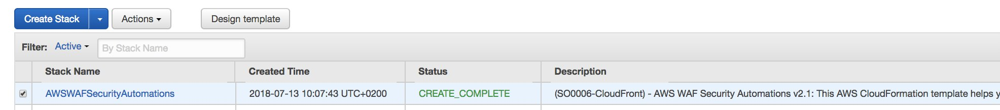 Create Stack Actions Design template
Filter: Active By Stack Name
Stack Name Created Time Status Description
AWSWAFSecurityAutomations 2018-07-13 10:07:43 UTC+0200 CREATE_COMPLETE (SO0006-CloudFront) - AWS WAF Security Automations v2.1: This AWS CloudFormation template helps y